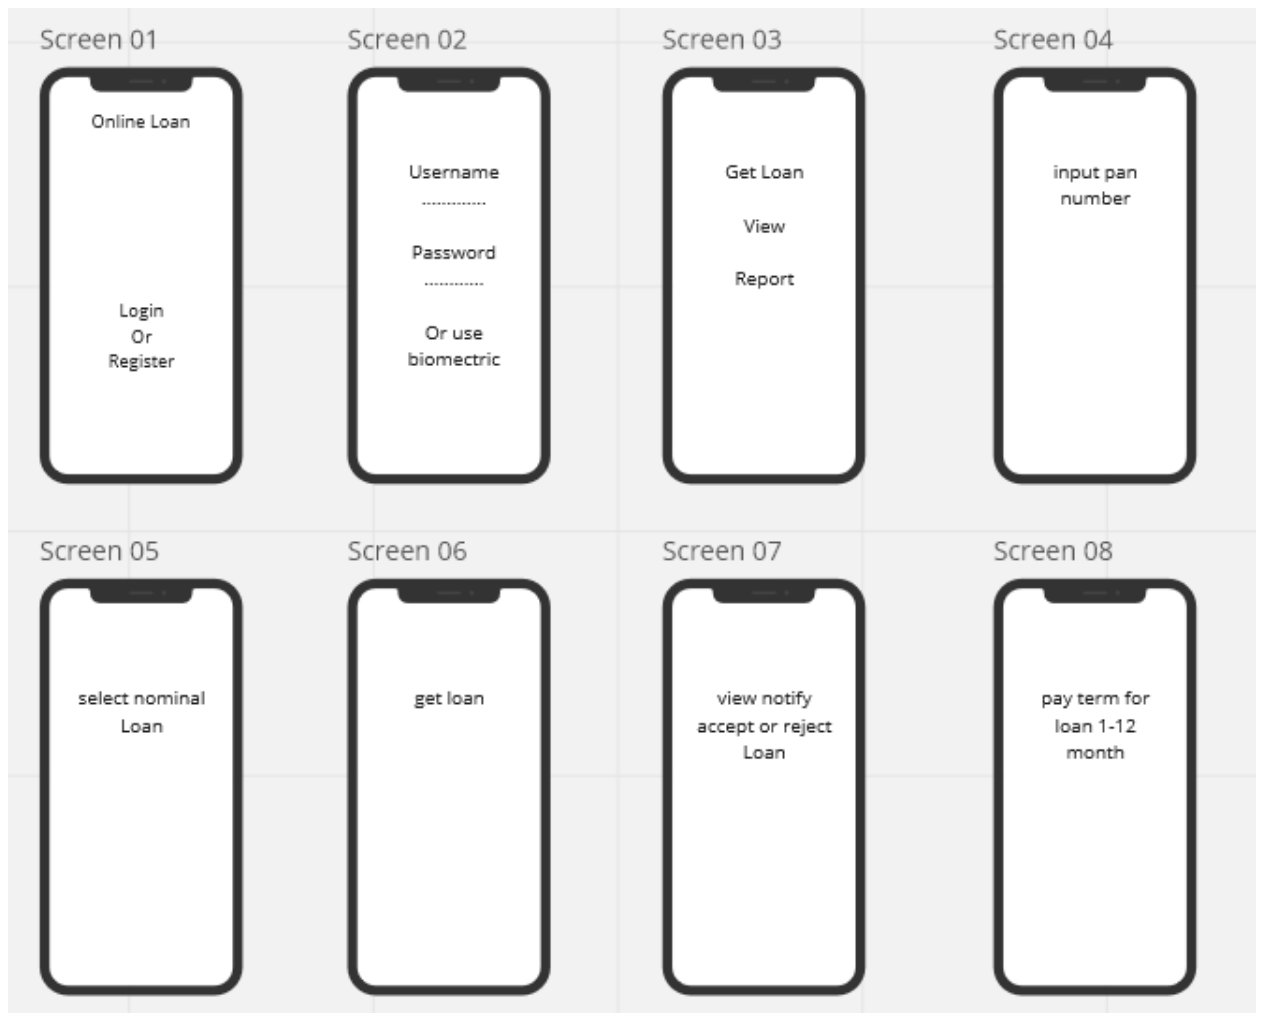 Screen 01
Online Loan
Login
Or
Register
Screen 02
Username
.............
Password
............
Or use
biomectric
Screen 03
Get Loan
View
Report
Screen 04
input pan
number
Screen 05
select nominal
Loan
Screen 06
get loan
Screen 07
view notify
accept or reject
Loan
Screen 08
pay term for
loan 1-12
month